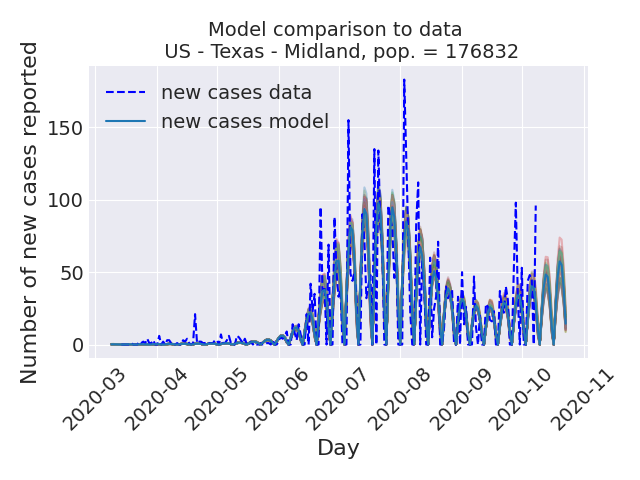 Model comparison to data
US - Texas - Midland, pop. = 176832
Number of new cases reported
new cases data
new cases model
150
100
50
0
2020-03
2020-04
2020-05
2020-06
2020-07
2020-08
2020-09
2020-10
2020-11
Day